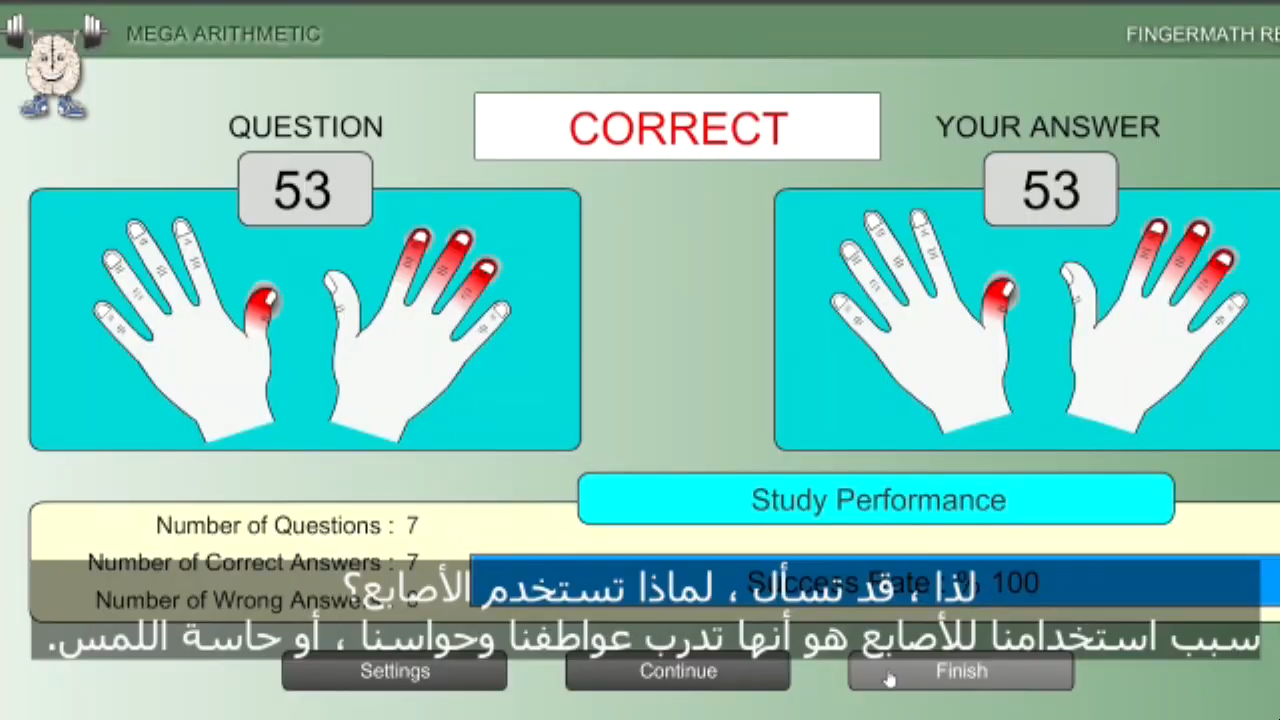 MEGA ARITHMETIC
FINGERMATH RE
QUESTION
CORRECT
YOUR ANSWER
53
53
Study Performance
Number of Questions : 7
Number of Correct Answers : 7
Success Rate : % 100
Number of Wrong Answers
لذا ، قد تسأل ، لماذا تستخدم الأصابع؟
سبب استخدامنا للأصابع هو أنها تدرب عواطفنا وحواسنا ، أو حاسة اللمس.
Settings
Continue
Finish